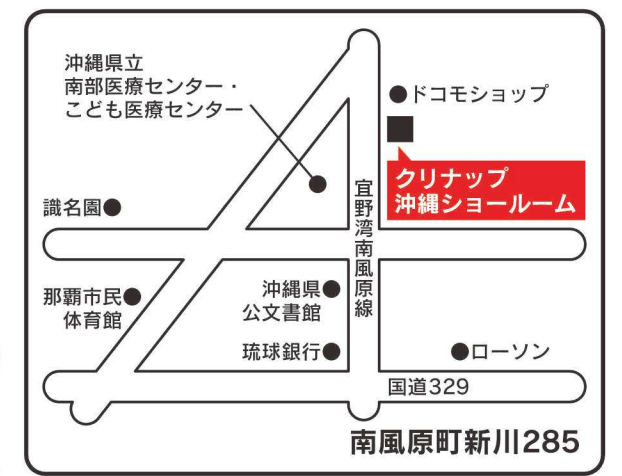 沖縄県立
南部医療センター・
こども医療センター
ドコモショップ
クリナップ
沖縄ショールーム
識名園
宜野湾南風原線
那覇市民
体育館
沖縄県
公文書館
琉球銀行
ローソン
国道329
南風原町新川285